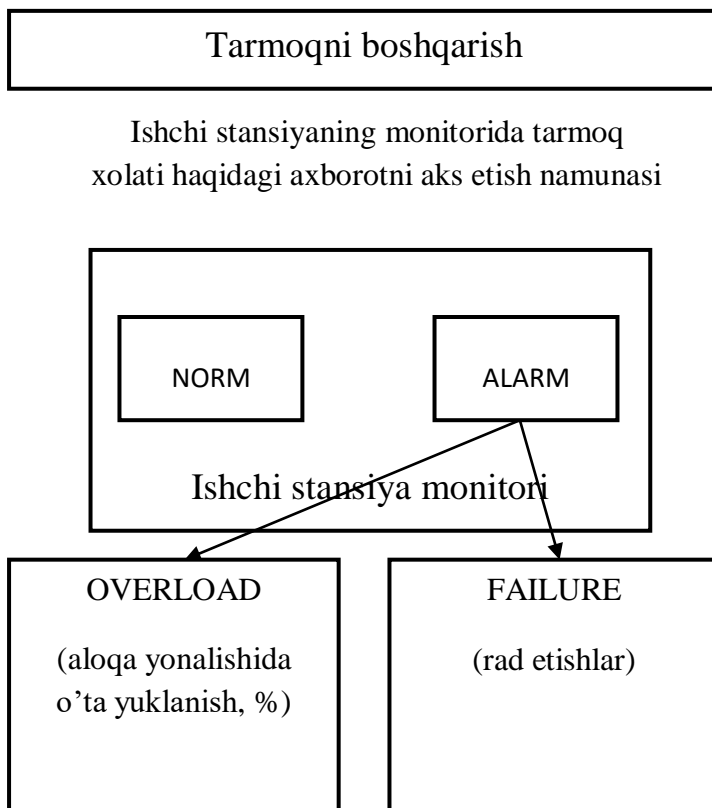 Tarmoqni boshqarish
Ishchi stansiyaning monitorida tarmoq
xolati haqidagi axborotni aks etish namunasi
NORM
ALARM
Ishchi stansiya monitori
OVERLOAD
(aloqa yonalishida
o’ta yuklanish, %)
FAILURE
(rad etishlar)